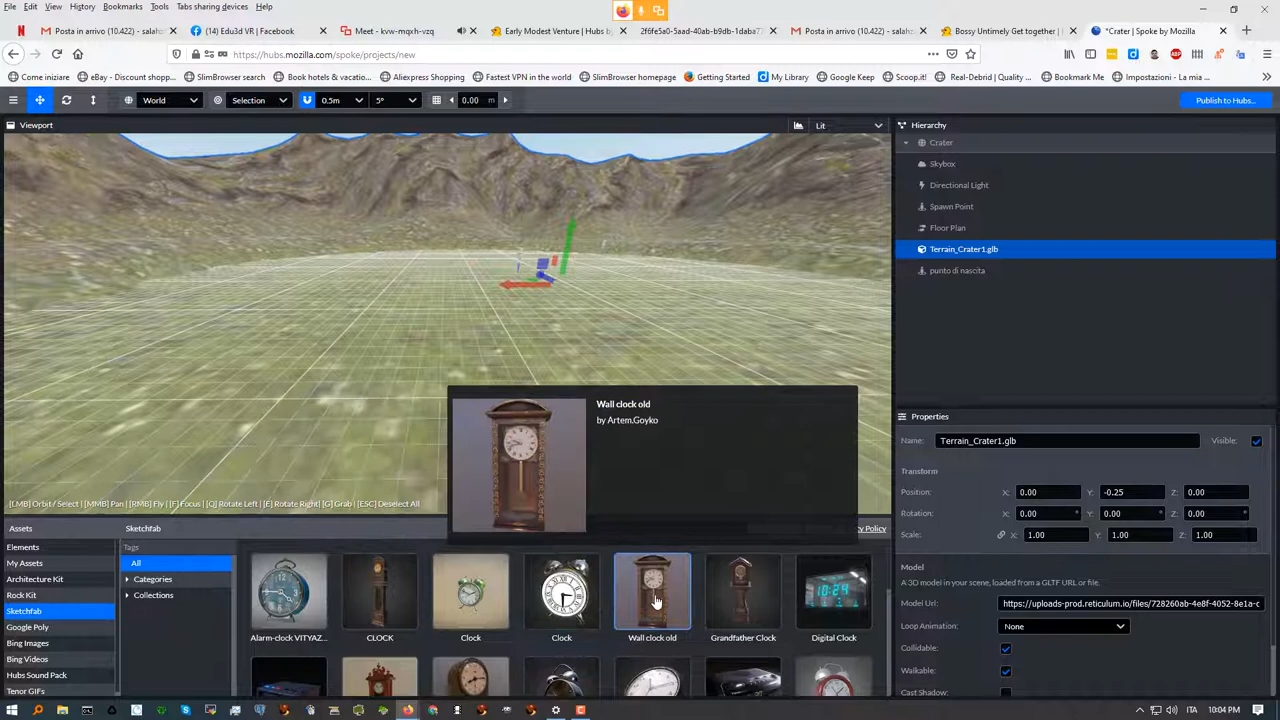 File Edit View History Bookmarks Tools Tabs sharing devices Help
Posta in arrivo (10.422) - salahzar
(40) Edu3d VR | Facebook
Meet - kvw-mqxh-vzy
Early Modest Venture | Hubs by
2f6fe5a0-5aad-40ab-b9db-1daba7
Posta in arrivo (10.422) - salahzar
Bossy Untimely Get together |
*Crater | Spoke by Mozilla
https://hubs.mozilla.com/spoke/projects/new
Come iniziare eBay - Discount shopp... SlimBrowser search Book hotels & vacatio... Aliexpress Shopping Fastest VPN in the world SlimBrowser homepage Getting Started My Library Google Keep Scoop.it! Real-Debrid | Quality ... Bookmark Me Impostazioni - La mia ...
World Selection 0.5m 5° 0.00 m Publish to Hubs...
Viewport Lit
Hierarchy
Crater
Skybox
Directional Light
Spawn Point
Floor Plan
Terrain_Crater1.glb
punto di nascita
Wall clock old
by Artem.Goyko
[LMB] Orbit / Select | [MMB] Pan | [RMB] Fly | [F] Focus | [Q] Rotate Left | [E] Rotate Right | [G] Grab | [ESC] Deselect All
Properties
Name: Terrain_Crater1.glb Visible:
Transform
Position: X: 0.00 Y: -0.25 Z: 0.00
Rotation: X: 0.00 ° Y: 0.00 ° Z: 0.00 °
Scale: X: 1.00 Y: 1.00 Z: 1.00
Model
A 3D model in your scene, loaded from a GLTF URL or file.
Model Url: https://uploads-prod.reticulum.io/files/728260ab-4e8f-4052-8e1a-c
Loop Animation: None
Collidable:
Walkable:
Cast Shadow:
Assets
Sketchfab
cy Policy
Elements
My Assets
Architecture Kit
Rock Kit
Sketchfab
Google Poly
Bing Images
Bing Videos
Hubs Sound Pack
Tenor GIFs
Tags
All
Categories
Collections
Alarm-clock VITYAZ... CLOCK Clock Clock Wall clock old Grandfather Clock Digital Clock
10:24
ITA 10:04 PM